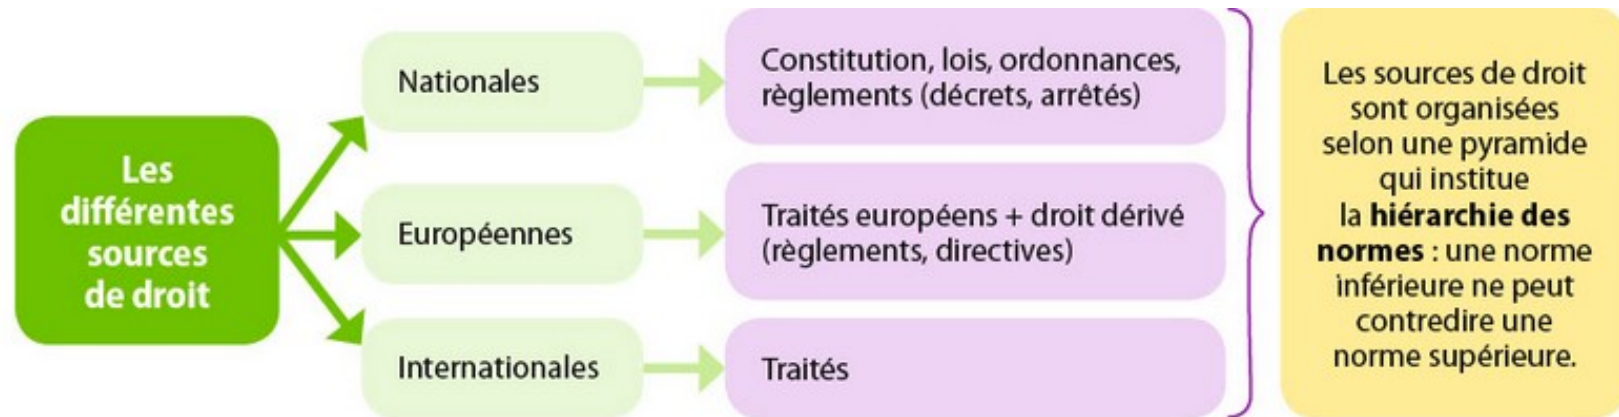 Les
différentes
sources
de droit
Nationales
Constitution, lois, ordonnances,
règlements (décrets, arrêtés)
Européennes
Traités européens + droit dérivé
(règlements, directives)
Internationales
Traités
Les sources de droit
sont organisées
selon une pyramide
qui institue
la hiérarchie des
normes : une norme
inférieure ne peut
contredire une
norme supérieure.